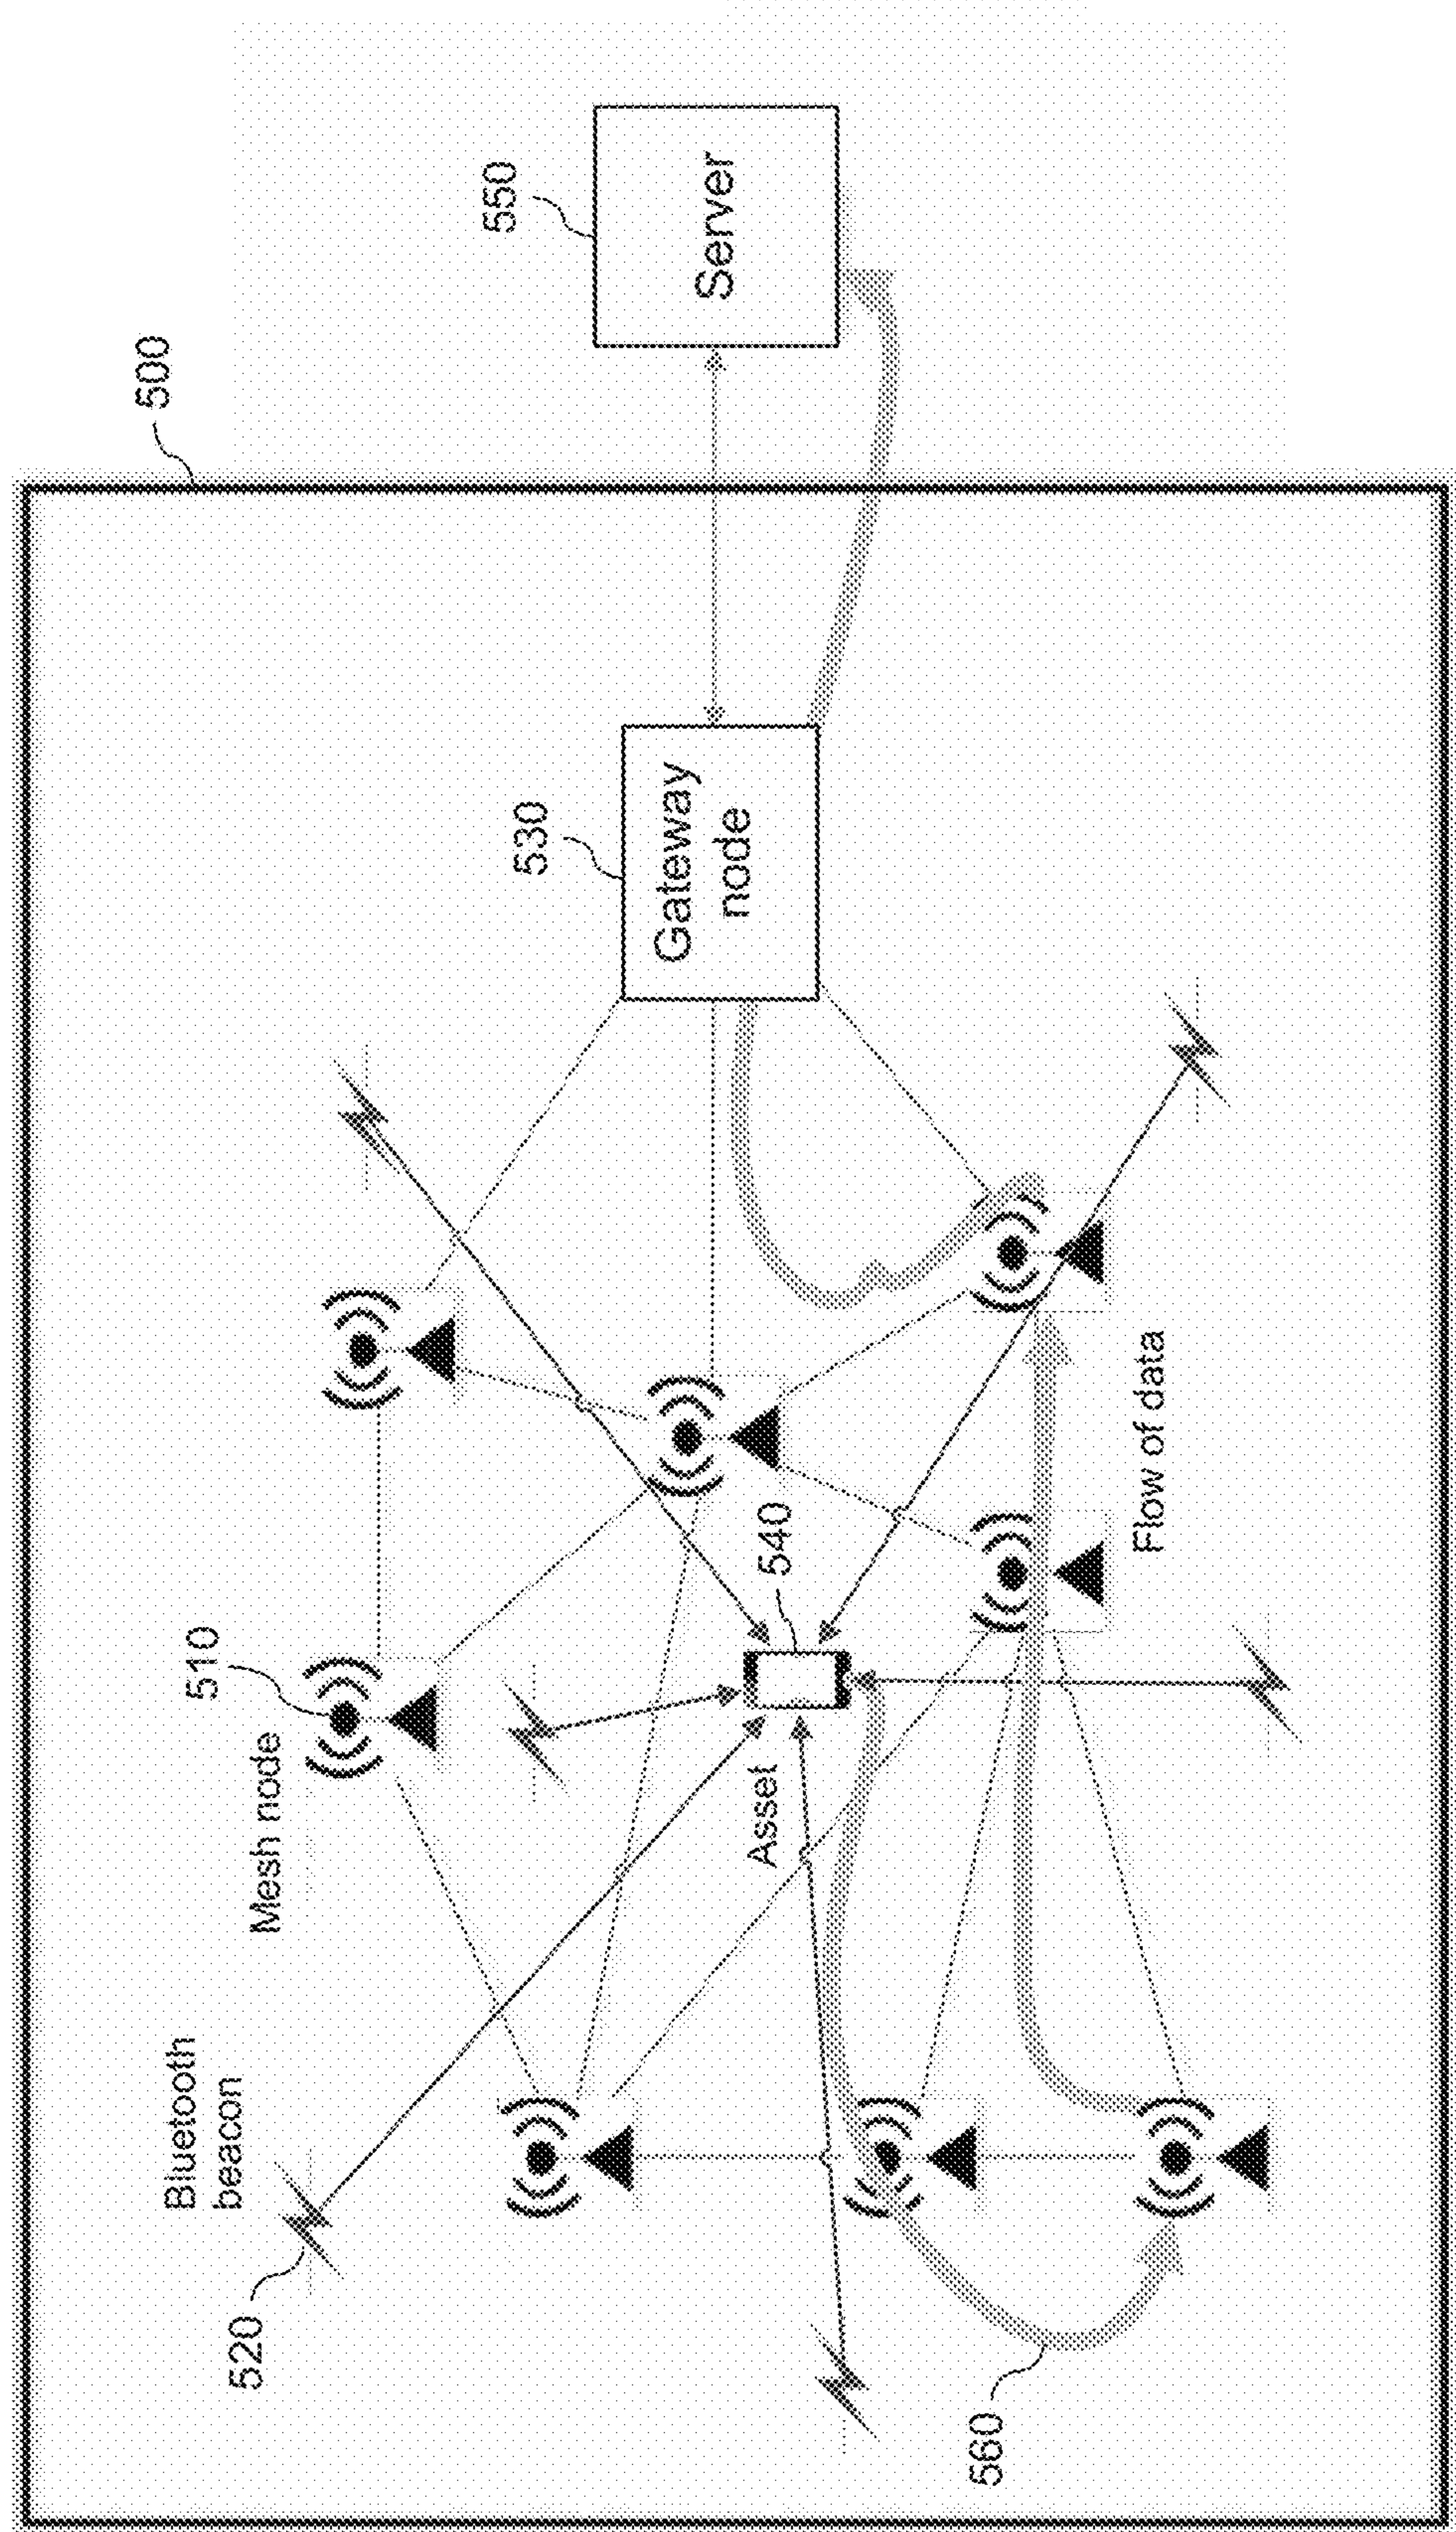 500
550
Server
530
Gateway
node
510
Mesh node
Bluetooth
beacon
520
540
Asset
Flow of data
560